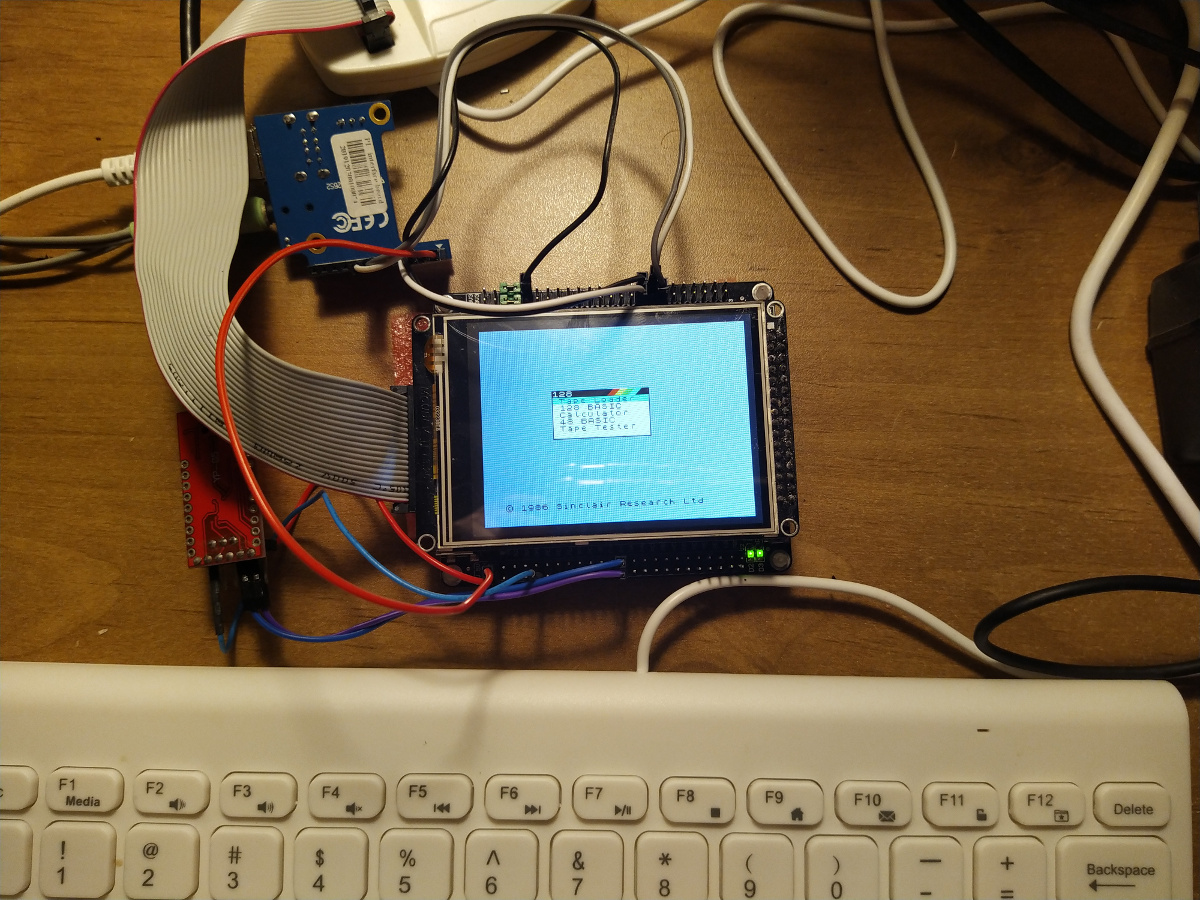 128
Tape Loader
128 BASIC
Calculator
48 BASIC
Tape Tester
© 1986 Sinclair Research Ltd
F1
Media
F2
F3
F4
F5
F6
F7
F8
F9
F10
F11
F12
Delete
! 1
@ 2
# 3
$ 4
% 5
^ 6
& 7
* 8
( 9
) 0
— -
+ =
Backspace